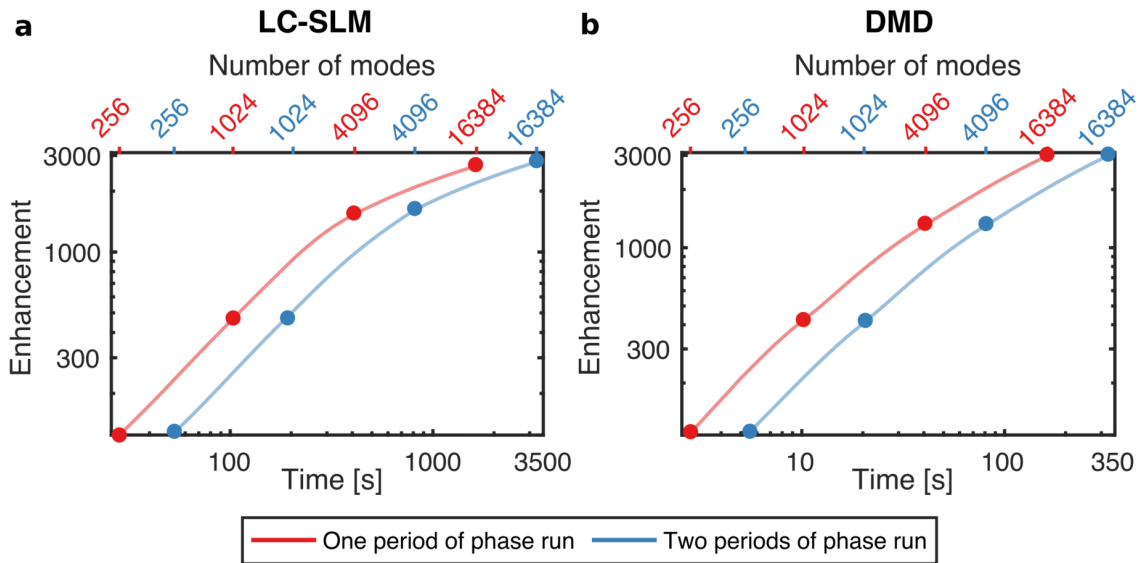 a LC-SLM
Number of modes
256 256 1024 1024 4096 4096 16384 16384
3000
1000
300
Enhancement
100 1000 3500
Time [s]
b DMD
Number of modes
256 256 1024 1024 4096 4096 16384 16384
3000
1000
300
Enhancement
10 100 350
Time [s]
One period of phase run Two periods of phase run